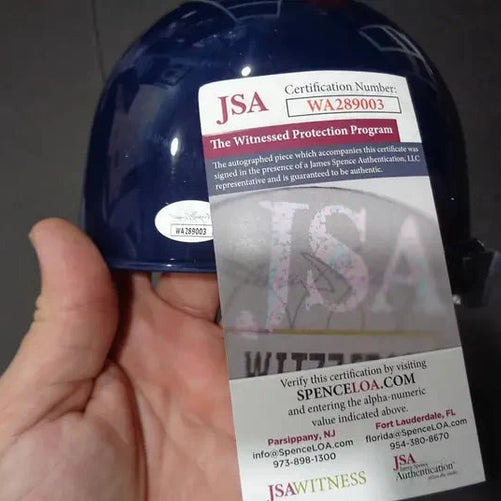 JSA
Certification Number:
WA289003
The Witnessed Protection Program
The autographed piece which accompanies this certificate was
signed in the presence of a James Spence Authentication, LLC
representative and is guaranteed to be authentic.
WA289003
JSA
Verify this certification by visiting
SPENCELOA.COM
and entering the alpha-numeric
value indicated above.
Parsippany, NJ
info@SpenceLOA.com
973-898-1300
Fort Lauderdale, FL
florida@SpenceLOA.com
954-380-8670
JSAWITNESS
JSA
James Spence
Authentication